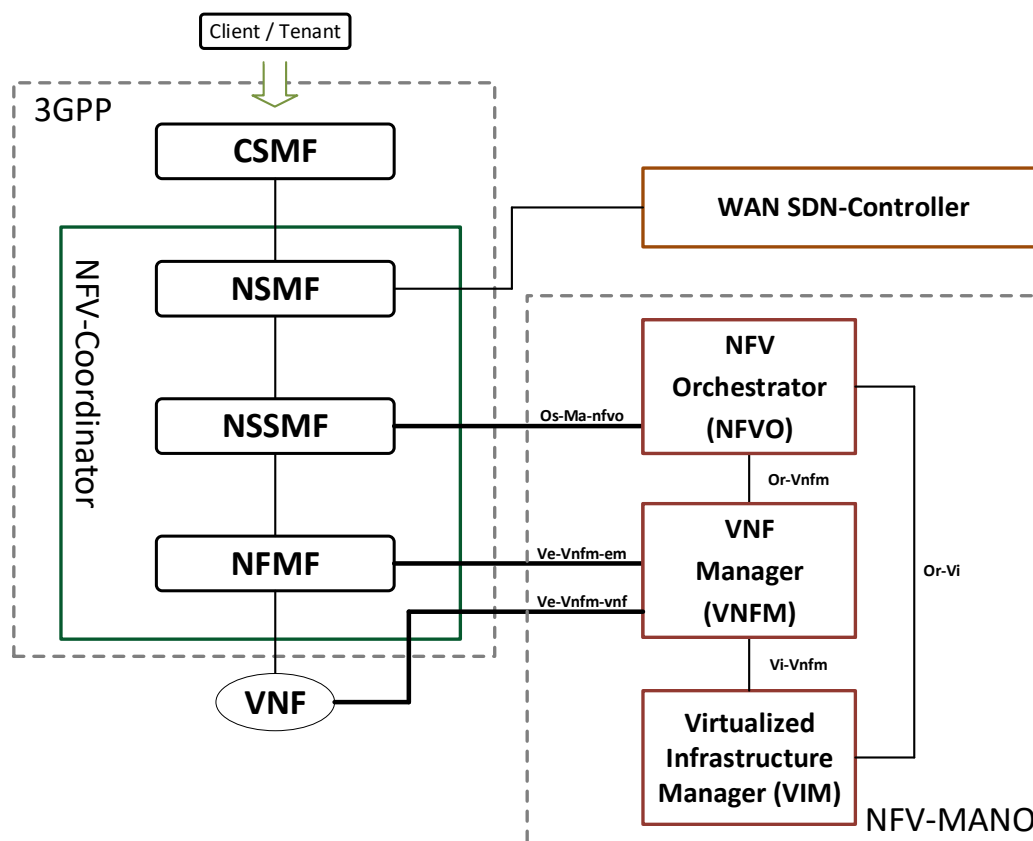 Client / Tenant
3GPP
CSMF
WAN SDN-Controller
NFV-Coordinator
NSMF
NFV
Orchestrator
(NFVO)
NSSMF
Os-Ma-nfvo
Or-Vnfm
VNF
Manager
(VNFM)
NFMF
Ve-Vnfm-em
Or-Vi
Ve-Vnfm-vnf
Vi-Vnfm
VNF
Virtualized
Infrastructure
Manager (VIM)
NFV-MANO